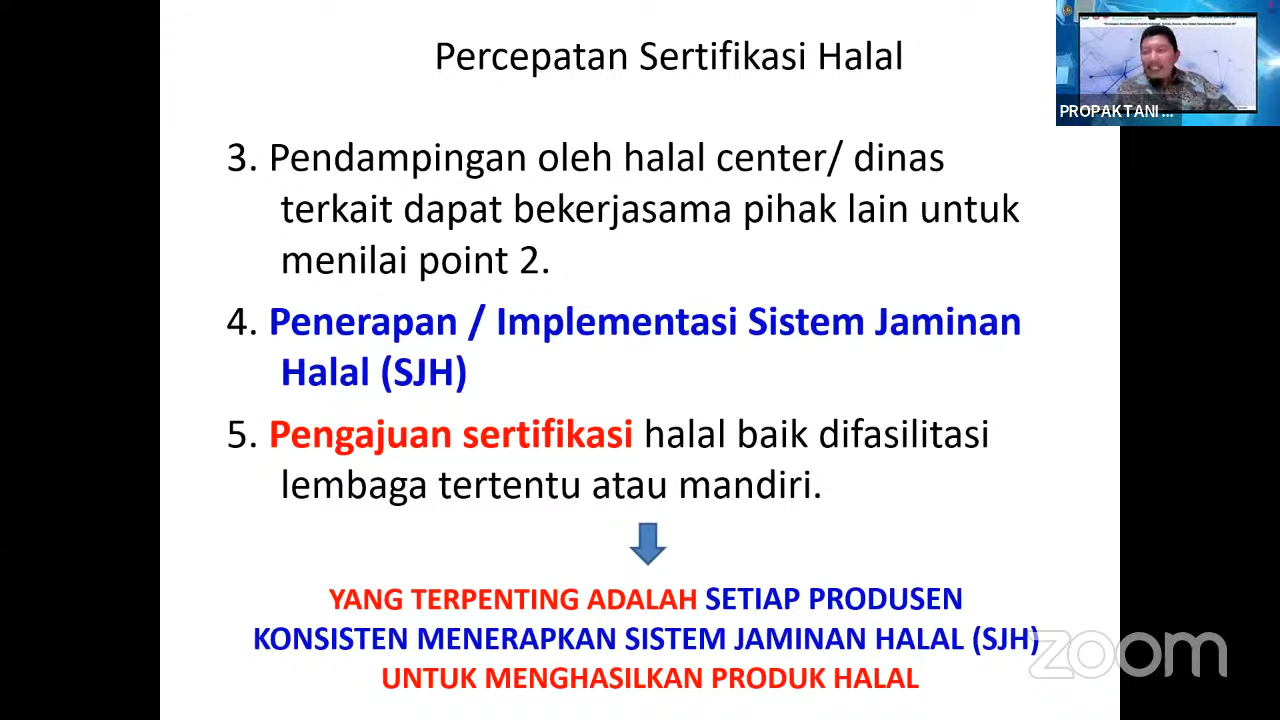 Percepatan Sertifikasi Halal
PROPAKTANI ...
3. Pendampingan oleh halal center/ dinas
terkait dapat bekerjasama pihak lain untuk
menilai point 2.
4. Penerapan / Implementasi Sistem Jaminan
Halal (SJH)
5. Pengajuan sertifikasi halal baik difasilitasi
lembaga tertentu atau mandiri.
YANG TERPENTING ADALAH SETIAP PRODUSEN
KONSISTEN MENERAPKAN SISTEM JAMINAN HALAL (SJH)
UNTUK MENGHASILKAN PRODUK HALAL
zoom